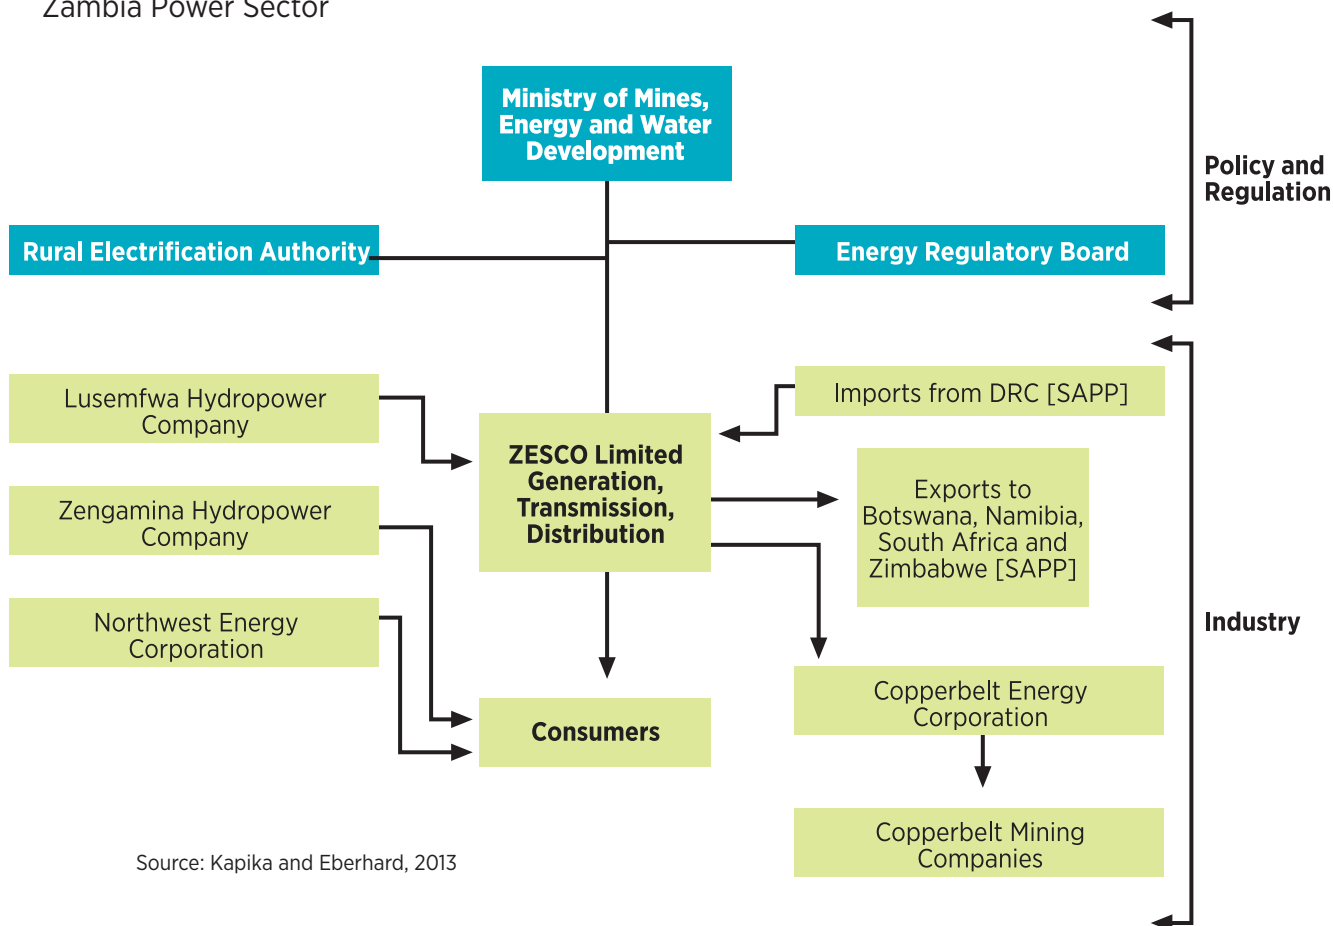 Zambia Power Sector
Ministry of Mines,
Energy and Water
Development
Policy and
Regulation
Rural Electrification Authority
Energy Regulatory Board
Lusemfwa Hydropower
Company
Imports from DRC [SAPP]
ZESCO Limited
Generation,
Transmission,
Distribution
Exports to
Botswana, Namibia,
South Africa and
Zimbabwe [SAPP]
Zengamina Hydropower
Company
Northwest Energy
Corporation
Industry
Consumers
Copperbelt Energy
Corporation
Copperbelt Mining
Companies
Source: Kapika and Eberhard, 2013